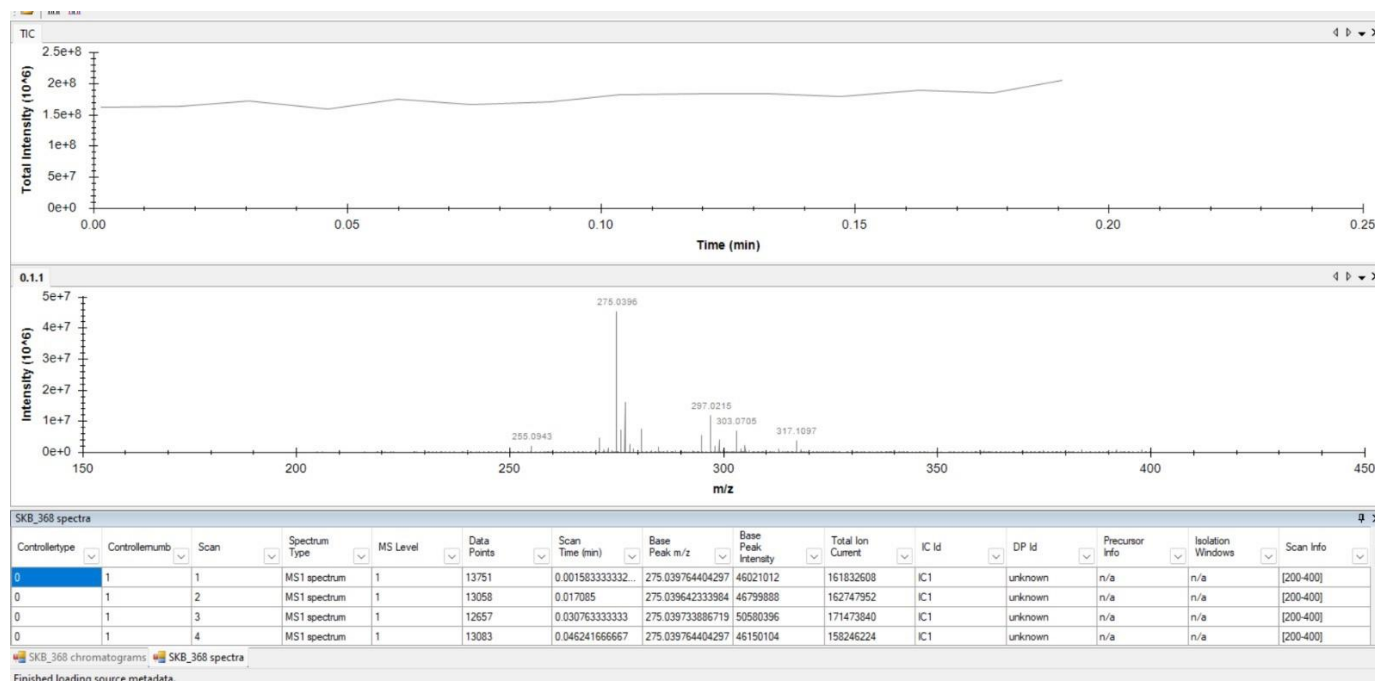 TIC
2.5e+8
2e+8
1.5e+8
1e+8
5e+7
0e+0
Total Intensity (10^6)
0.00 0.05 0.10 0.15 0.20 0.25
Time (min)
0.1.1
5e+7
4e+7
3e+7
2e+7
1e+7
0e+0
Intensity (10^6)
275.0396
297.0215
303.0705
317.1097
255.0943
150 200 250 300 350 400 450
m/z
SKB_368 spectra
Controllertype Controllernumb Scan Spectrum Type MS Level Data Points Scan Time (min) Base Peak m/z Base Peak Intensity Total Ion Current IC Id DP Id Precursor Info Isolation Windows Scan Info
0 1 1 MS1 spectrum 1 13751 0.001583333332... 275.039764404297 46021012 161832608 IC1 unknown n/a n/a [200-400]
0 1 2 MS1 spectrum 1 13058 0.017085 275.039642333984 46799888 162747952 IC1 unknown n/a n/a [200-400]
0 1 3 MS1 spectrum 1 12657 0.030763333333 275.039733886719 50580396 171473840 IC1 unknown n/a n/a [200-400]
0 1 4 MS1 spectrum 1 13083 0.046241666667 275.039764404297 46150104 158246224 IC1 unknown n/a n/a [200-400]
SKB_368 chromatograms SKB_368 spectra
Finished loading source metadata.